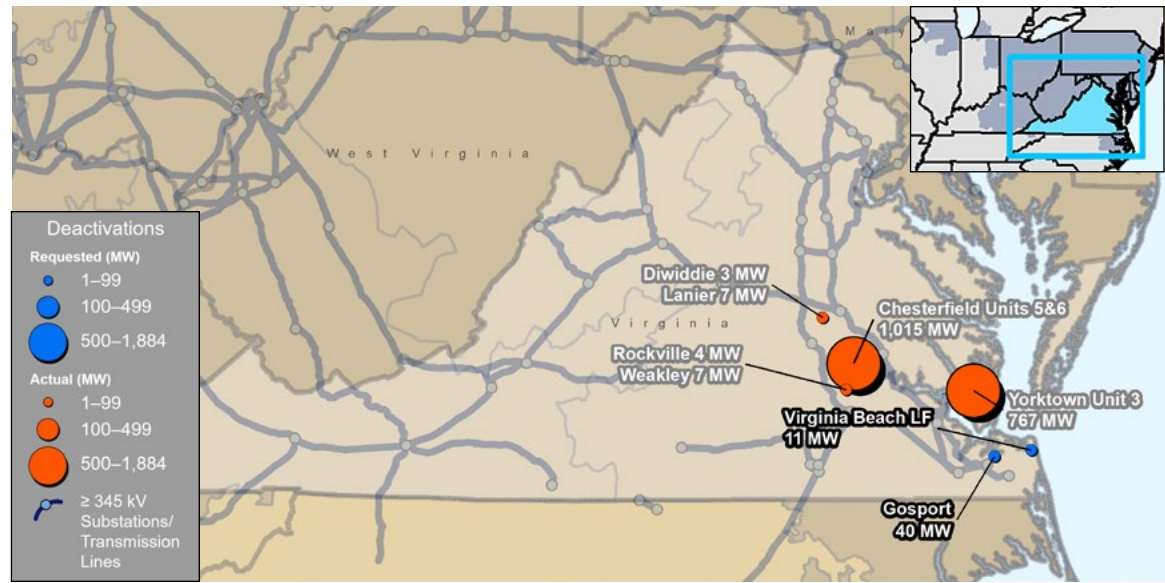 Mary
West Virginia
Deactivations
Requested (MW)
1–99
100–499
500–1,884
Actual (MW)
1–99
100–499
500–1,884
≥ 345 kV
Substations/
Transmission
Lines
Diwiddie 3 MW
Lanier 7 MW
Chesterfield Units 5&6
1,015 MW
Virginia
Rockville 4 MW
Weakley 7 MW
Yorktown Unit 3
767 MW
Virginia Beach LF
11 MW
Gosport
40 MW